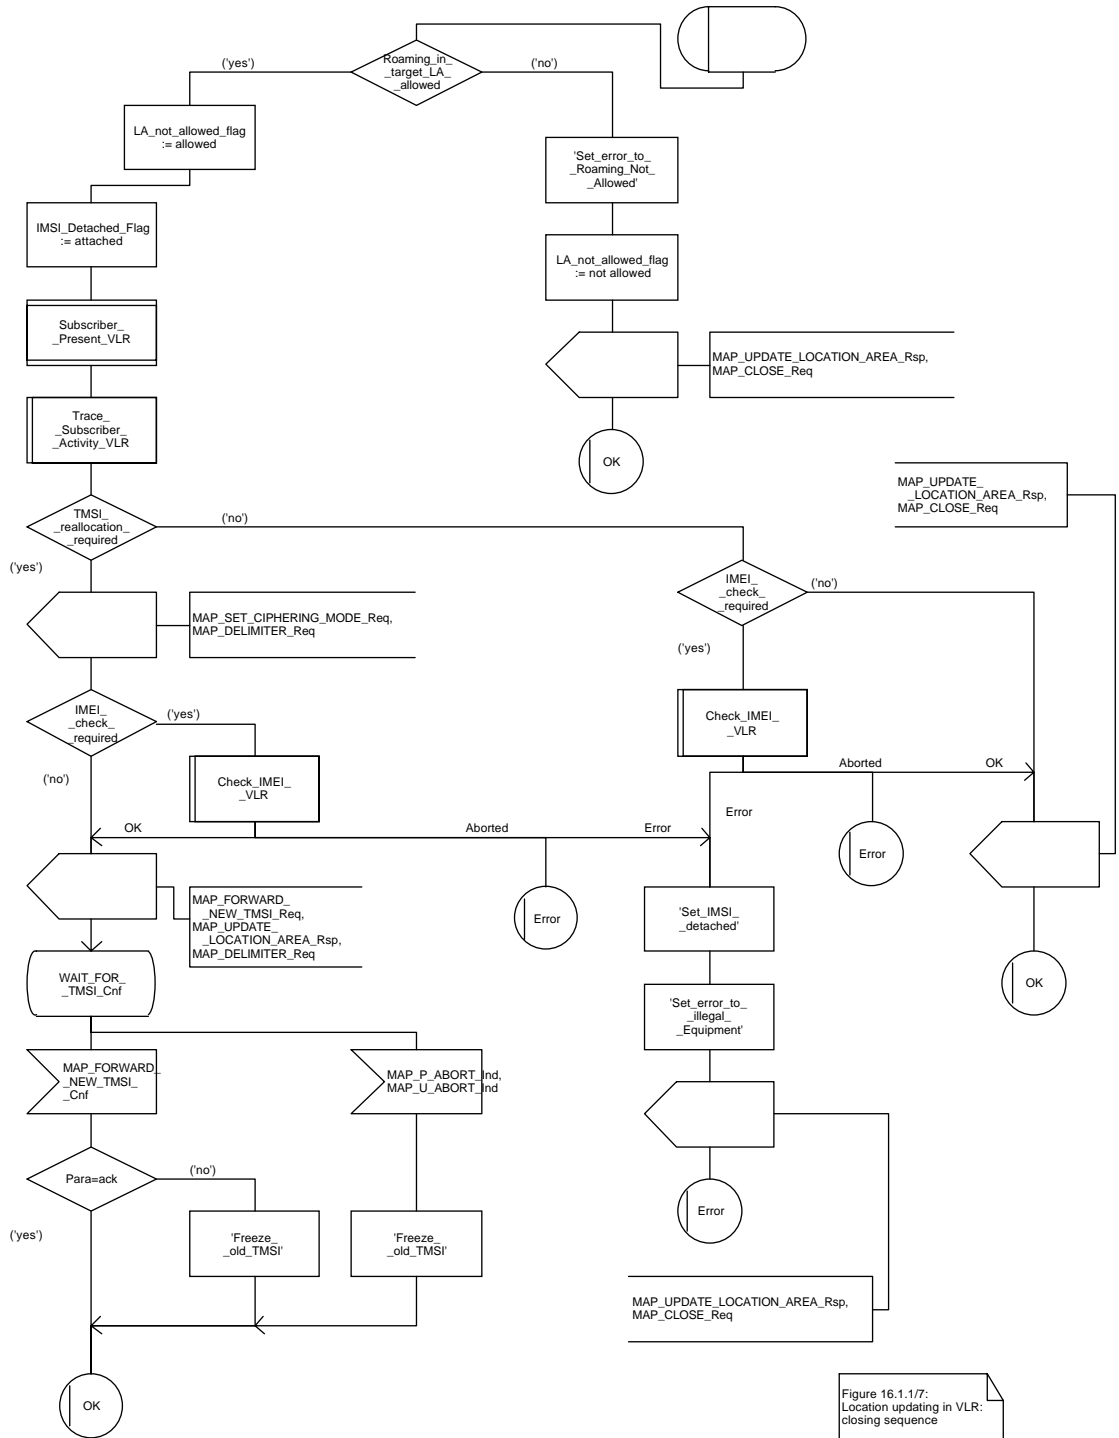 Roaming_in_
_target_LA_
_allowed
('yes')
('no')
LA_not_allowed_flag
:= allowed
'Set_error_to_
_Roaming_Not_
_Allowed'
IMSI_Detached_Flag
:= attached
LA_not_allowed_flag
:= not allowed
Subscriber_
_Present_VLR
MAP_UPDATE_LOCATION_AREA_Rsp,
MAP_CLOSE_Req
Trace_
_Subscriber_
_Activity_VLR
OK
MAP_UPDATE_
_LOCATION_AREA_Rsp,
MAP_CLOSE_Req
TMSI_
_reallocation_
_required
('no')
('yes')
IMEI_
_check_
_required
('no')
('yes')
MAP_SET_CIPHERING_MODE_Req,
MAP_DELIMITER_Req
IMEI_
_check_
_required
('yes')
('no')
Check_IMEI_
_VLR
Check_IMEI_
_VLR
Aborted
OK
Error
OK
Aborted
Error
Error
Error
MAP_FORWARD_
_NEW_TMSI_Req,
MAP_UPDATE_
_LOCATION_AREA_Rsp,
MAP_DELIMITER_Req
'Set_IMSI_
_detached'
WAIT_FOR_
_TMSI_Cnf
OK
'Set_error_to_
_illegal_
_Equipment'
MAP_FORWARD_
_NEW_TMSI_
_Cnf
MAP_P_ABORT_Ind,
MAP_U_ABORT_Ind
Para=ack
('no')
('yes')
Error
'Freeze_
_old_TMSI'
'Freeze_
_old_TMSI'
MAP_UPDATE_LOCATION_AREA_Rsp,
MAP_CLOSE_Req
OK
Figure 16.1.1/7:
Location updating in VLR:
closing sequence